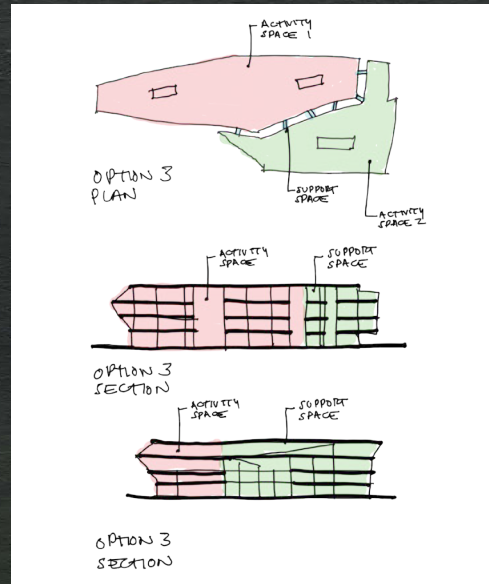 ACTIVITY
SPACE 1
OPTION 3
PLAN
SUPPORT
SPACE
ACTIVITY
SPACE 2
ACTIVITY
SPACE
SUPPORT
SPACE
OPTION 3
SECTION
ACTIVITY
SPACE
SUPPORT
SPACE
OPTION 3
SECTION